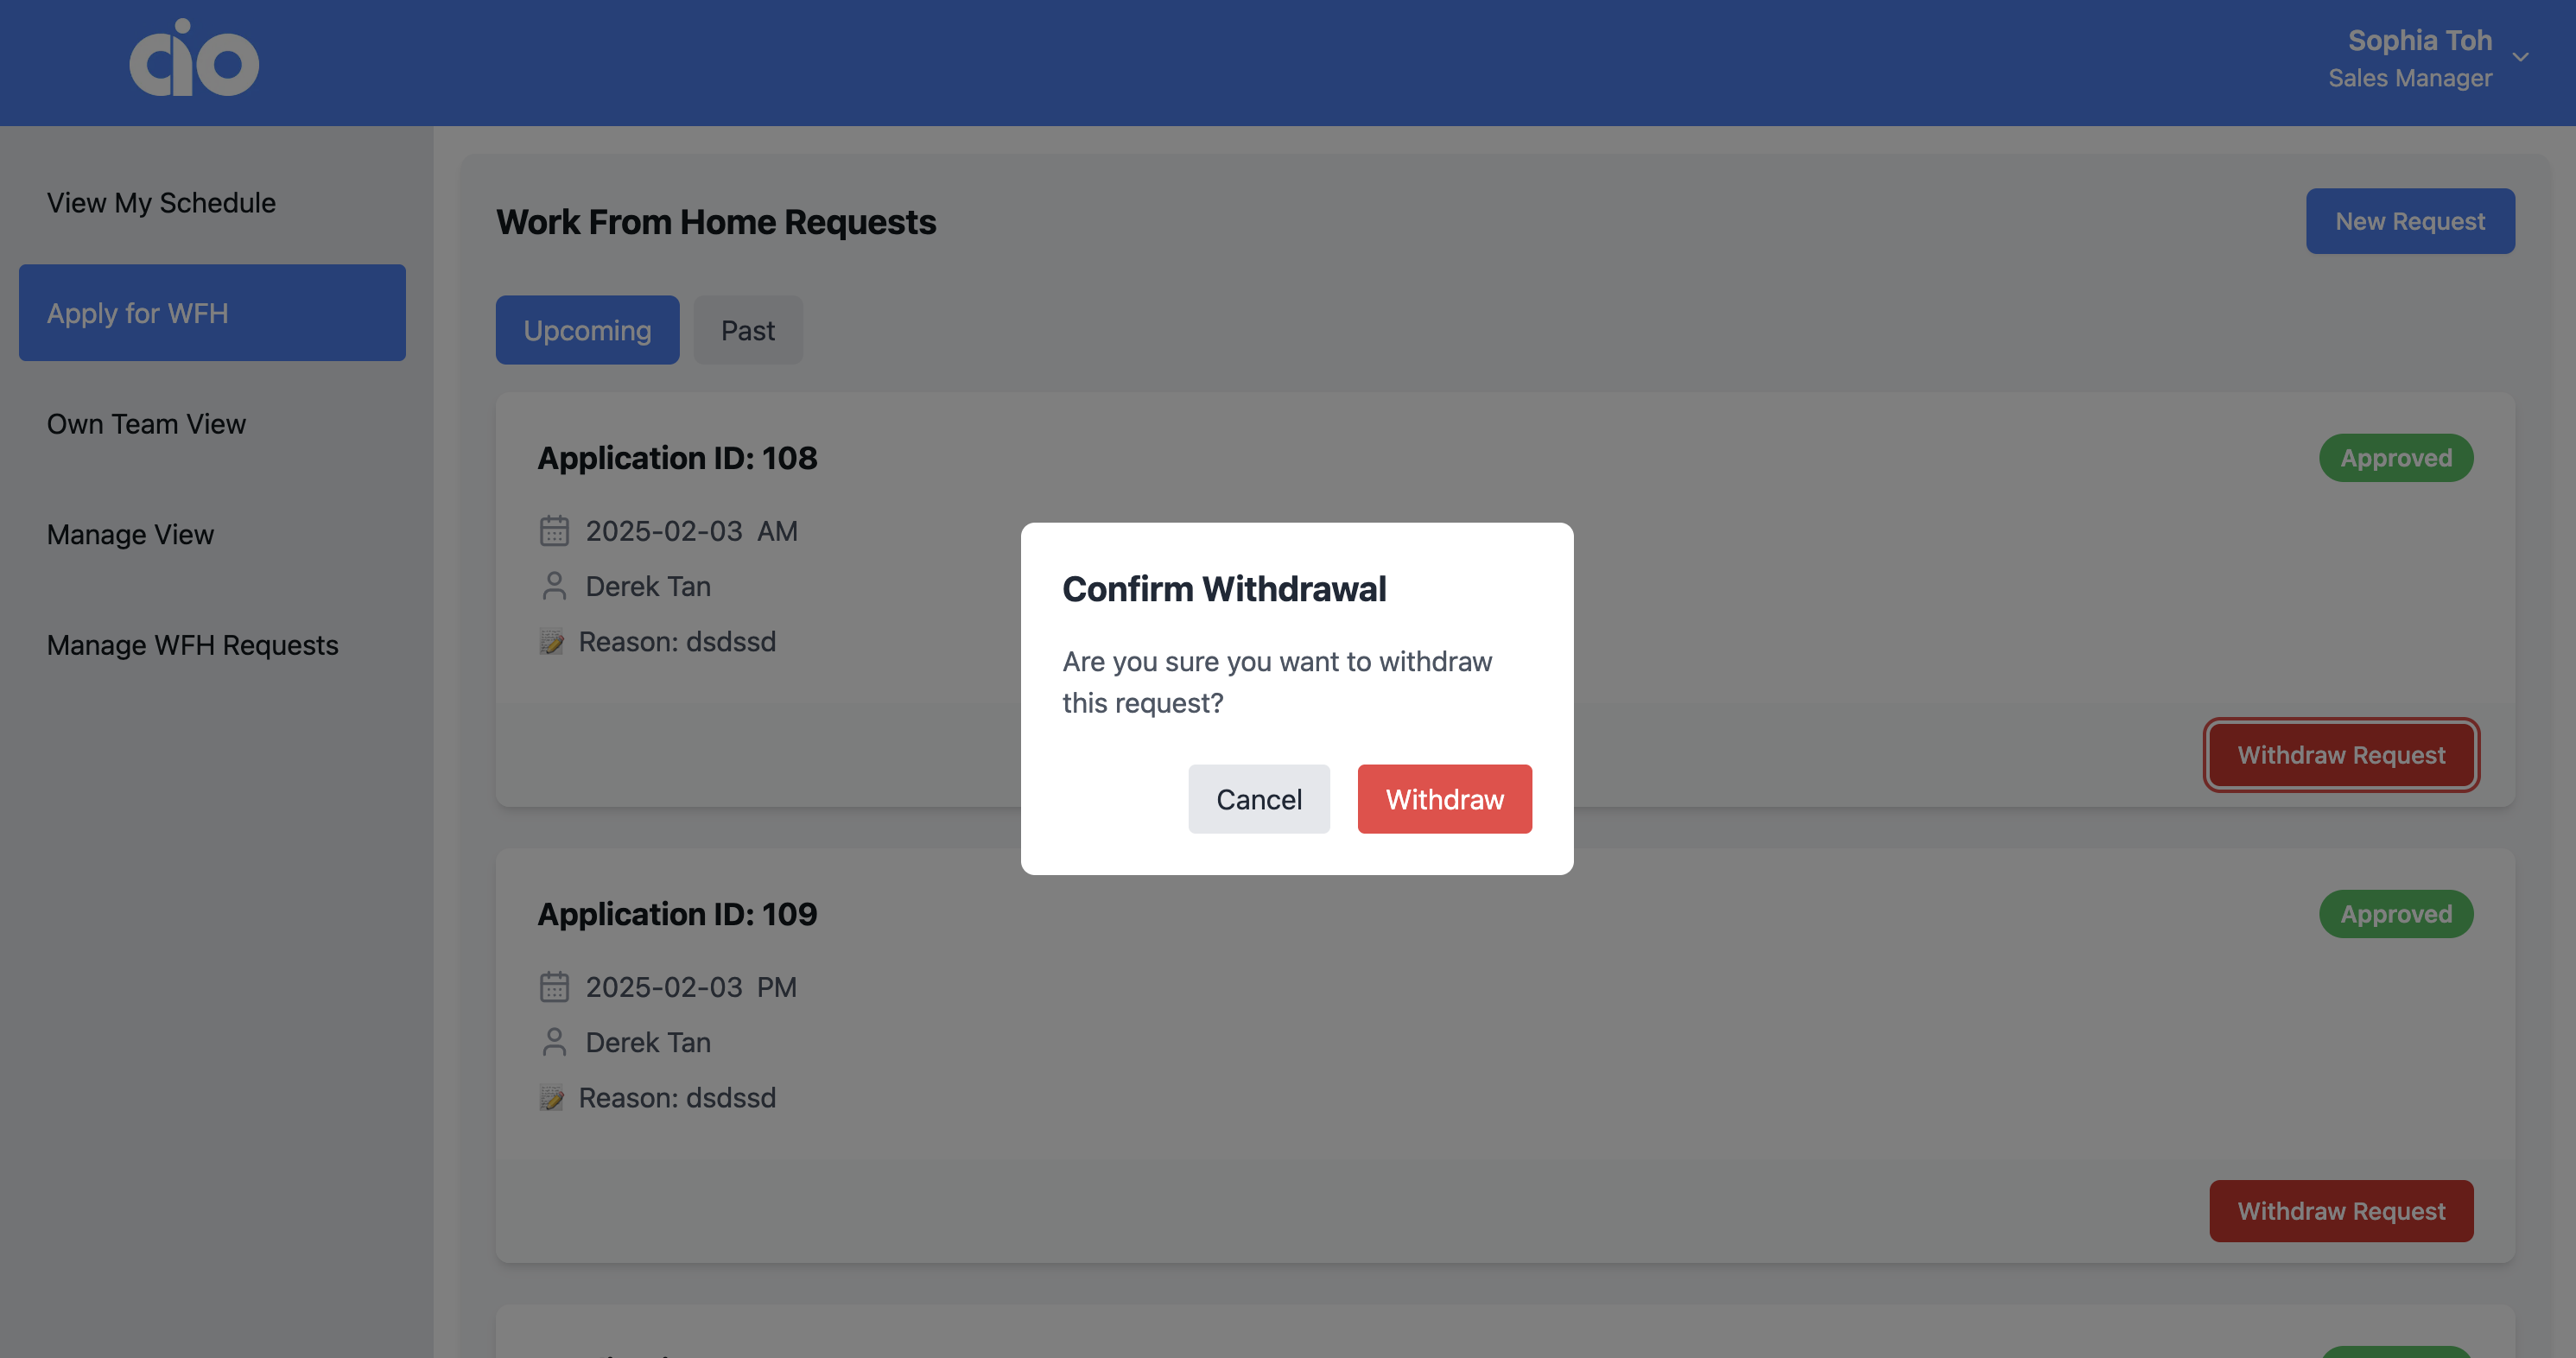 cio
Sophia Toh
Sales Manager
View My Schedule
Apply for WFH
Own Team View
Manage View
Manage WFH Requests
Work From Home Requests
New Request
Upcoming
Past
Application ID: 108
Approved
2025-02-03 AM
Derek Tan
Reason: dsdssd
Withdraw Request
Confirm Withdrawal
Are you sure you want to withdraw
this request?
Cancel
Withdraw
Application ID: 109
Approved
2025-02-03 PM
Derek Tan
Reason: dsdssd
Withdraw Request